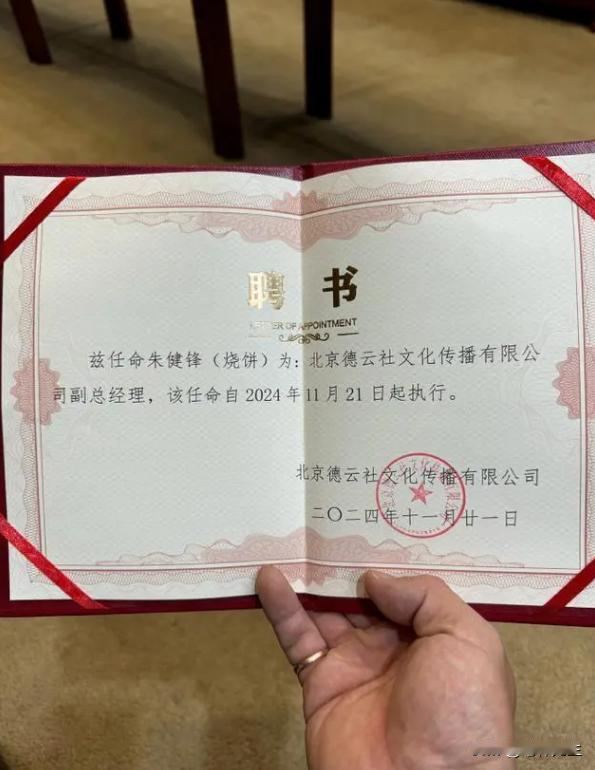 聘 书
LETTER OF APPOINTMENT
兹任命朱健锋（烧饼）为：北京德云社文化传播有限公
司副总经理，该任命自2024年11月21日起执行。
北京德云社文化传播有限公司
二〇二四年十一月廿一日